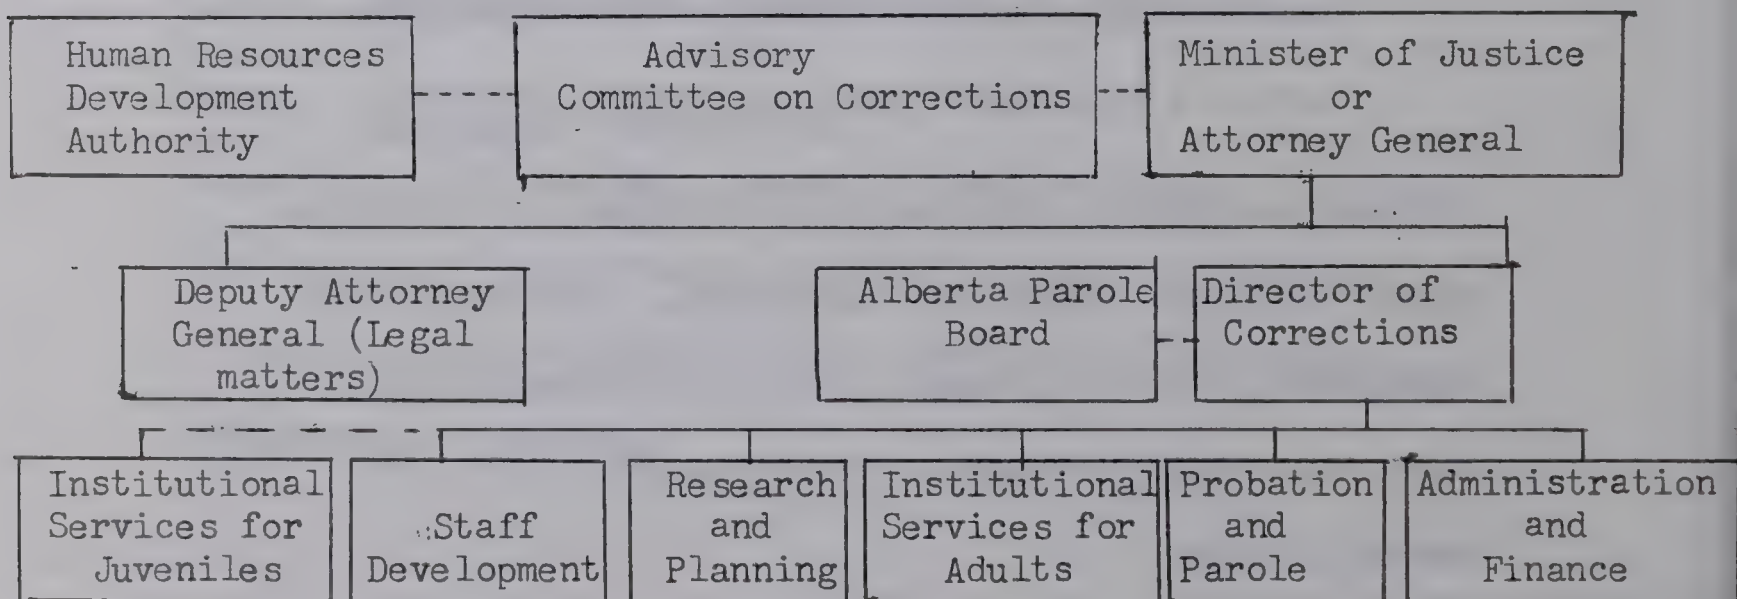 Human Resources
Development
Authority
Advisory
Committee on Corrections
Minister of Justice
or
Attorney General
Deputy Attorney
General (Legal
matters)
Alberta Parole
Board
Director of
Corrections
Institutional
Services for
Juveniles
Staff
Development
Research
and
Planning
Institutional
Services for
Adults
Probation
and
Parole
Administration
and
Finance